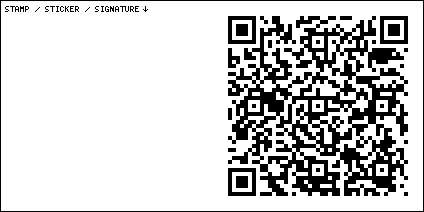 STAMP / STICKER / SIGNATURE ↓